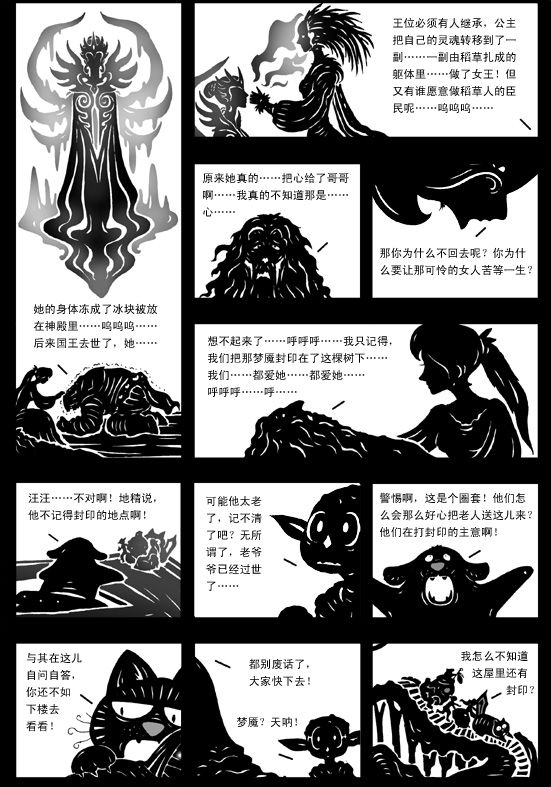 她的身体冻成了冰块被放
在神殿里……呜呜呜……
后来国王去世了，她……
王位必须有人继承，公主
把自己的灵魂转移到了一
副……一副由稻草扎成的
躯体里……做了女王！但
又有谁愿意做稻草人的臣
民呢……呜呜呜……
原来她真的……把心给了哥哥
啊……我真的不知道那是……
心……
那你为什么不回去呢？你为什
么要让那可怜的女人苦等一生？
想不起来了……呼呼呼……我只记得，
我们把那梦魇封印在了这棵树下……
我们……都爱她……都爱她……
呼呼呼……呼……
汪汪……不对啊！地精说，
他不记得封印的地点啊！
可能他太老
了，记不清
了吧？无所
谓了，老爷
爷已经过世
了……
警惕啊，这是个圈套！他们怎
么会那么好心把老人送这儿来？
他们在打封印的主意啊！
与其在这儿
自问自答，
你还不如
下楼去
看看！
都别废话了，
大家快下去！
梦魇？天呐！
我怎么不知道
这屋里还有
封印？